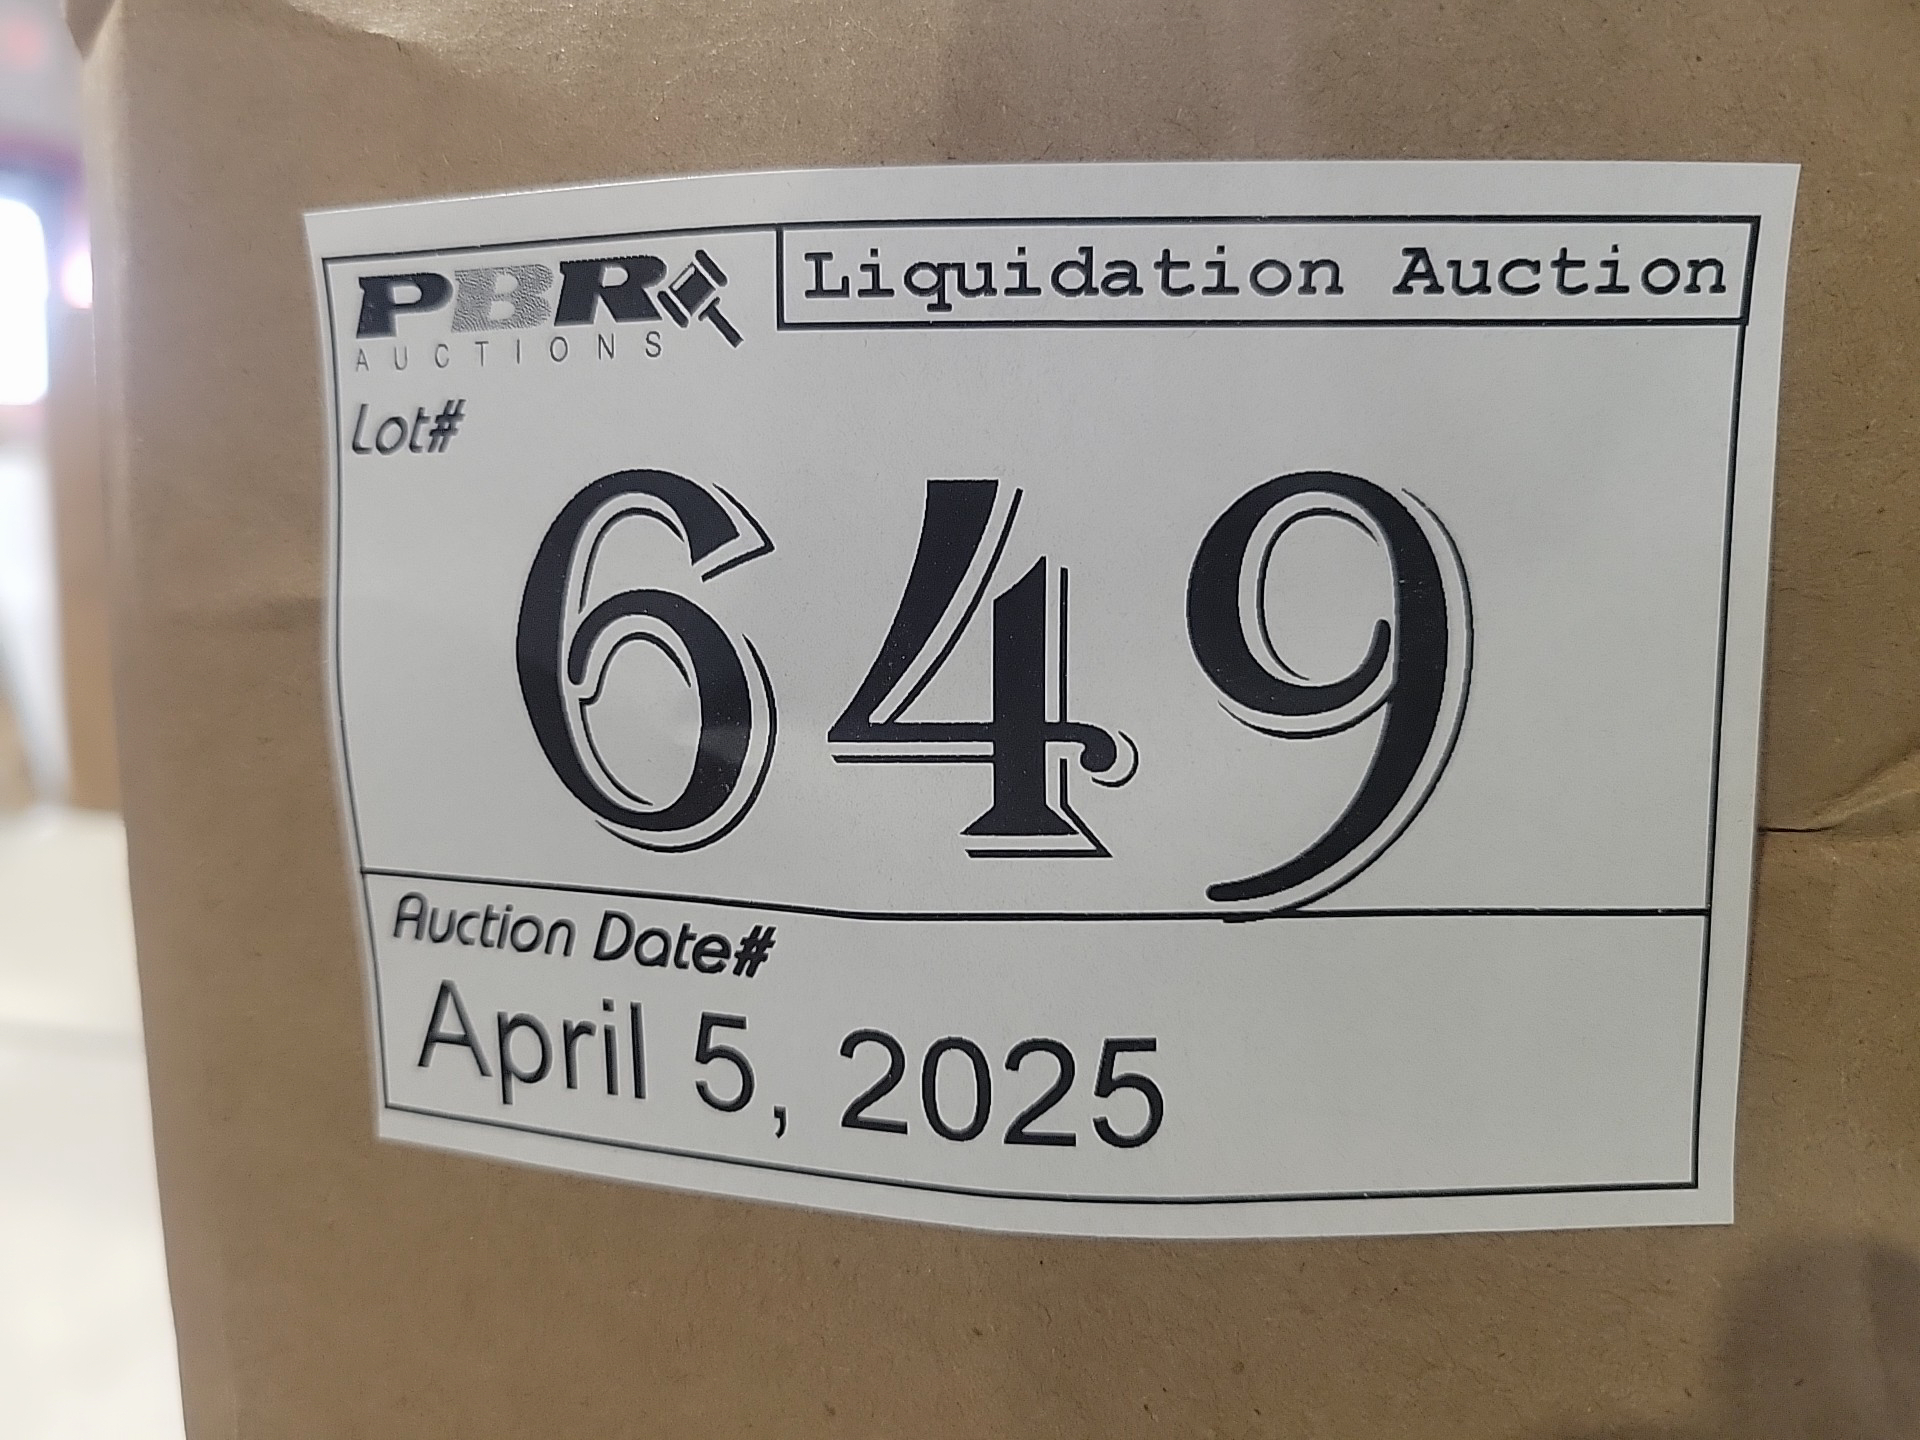 PBR
AUCTIONS
Liquidation Auction
Lot#
649
Auction Date#
April 5, 2025